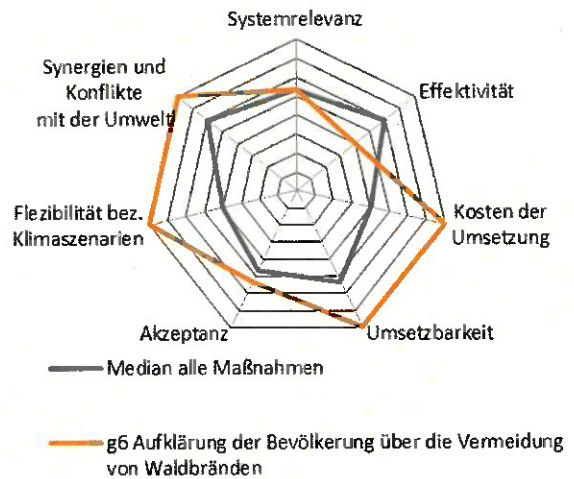 Systemrelevanz
Synergien und
Konflikte
mit der Umwelt
Effektivität
Flezibilität bez.
Klimaszenarien
Kosten der
Umsetzung
Akzeptanz
Umsetzbarkeit
Median alle Maßnahmen
g6 Aufklärung der Bevölkerung über die Vermeidung
von Waldbränden